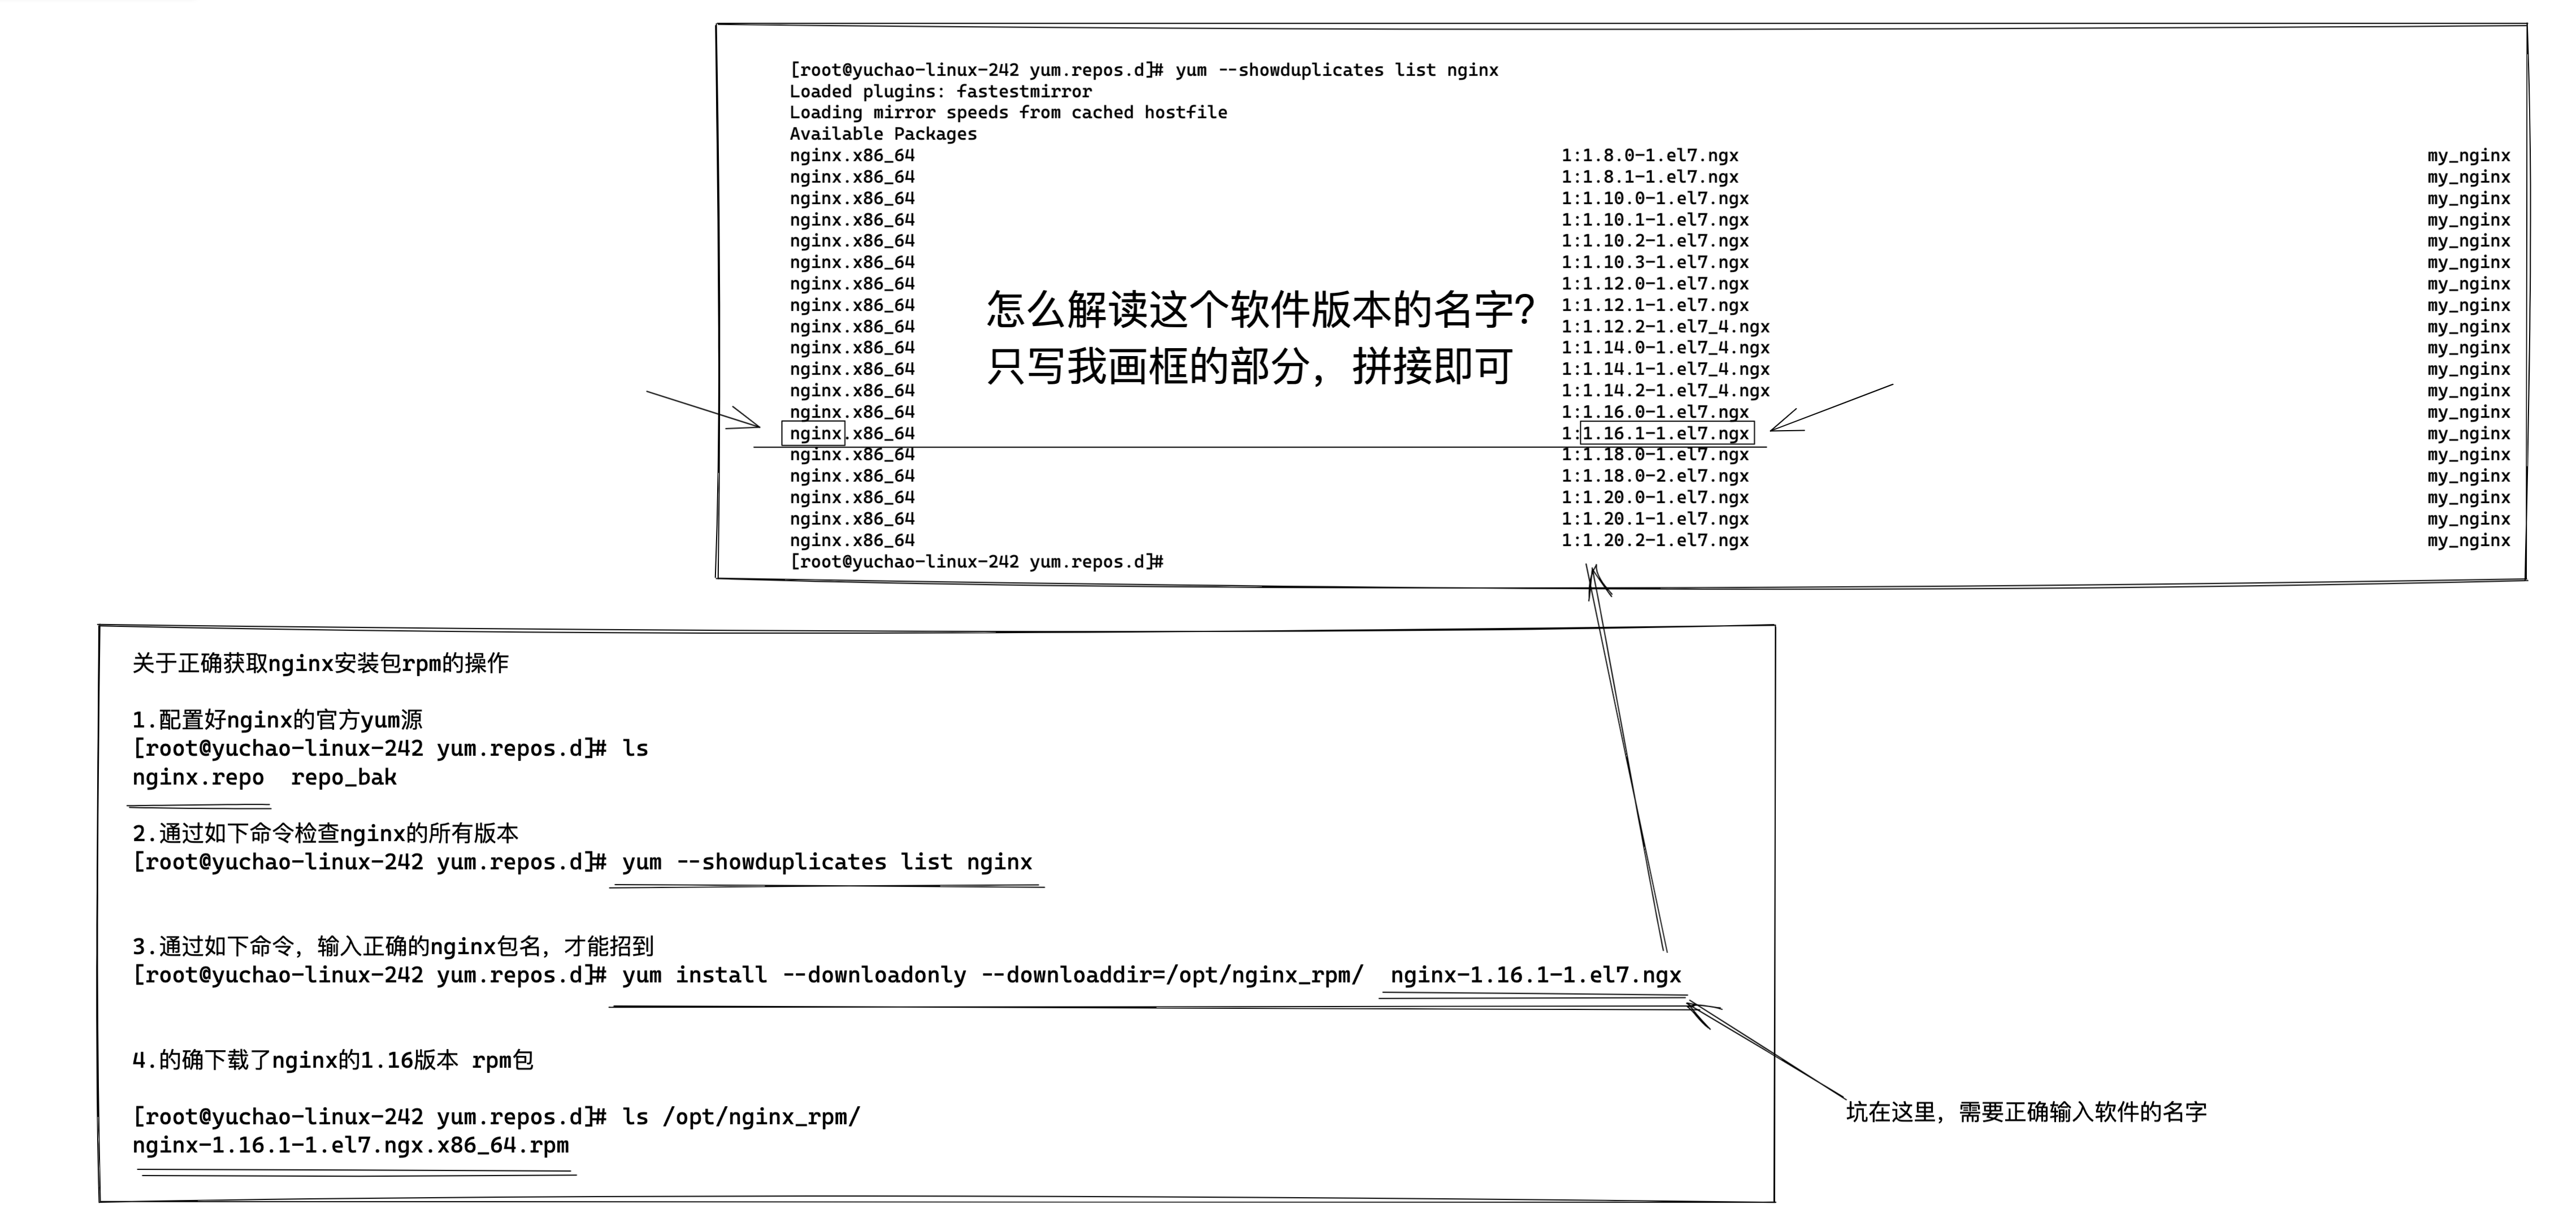 [root@yuchao-linux-242 yum.repos.d]# yum --showduplicates list nginx
Loaded plugins: fastestmirror
Loading mirror speeds from cached hostfile
Available Packages
nginx.x86_64 1:1.8.0-1.el7.ngx my_nginx
nginx.x86_64 1:1.8.1-1.el7.ngx my_nginx
nginx.x86_64 1:1.10.0-1.el7.ngx my_nginx
nginx.x86_64 1:1.10.1-1.el7.ngx my_nginx
nginx.x86_64 1:1.10.2-1.el7.ngx my_nginx
nginx.x86_64 1:1.10.3-1.el7.ngx my_nginx
nginx.x86_64 1:1.12.0-1.el7.ngx my_nginx
nginx.x86_64 1:1.12.1-1.el7.ngx my_nginx
nginx.x86_64 1:1.12.2-1.el7_4.ngx my_nginx
nginx.x86_64 1:1.14.0-1.el7_4.ngx my_nginx
nginx.x86_64 1:1.14.1-1.el7_4.ngx my_nginx
nginx.x86_64 1:1.14.2-1.el7_4.ngx my_nginx
nginx.x86_64 1:1.16.0-1.el7.ngx my_nginx
nginx.x86_64 1:1.16.1-1.el7.ngx my_nginx
nginx.x86_64 1:1.18.0-1.el7.ngx my_nginx
nginx.x86_64 1:1.18.0-2.el7.ngx my_nginx
nginx.x86_64 1:1.20.0-1.el7.ngx my_nginx
nginx.x86_64 1:1.20.1-1.el7.ngx my_nginx
nginx.x86_64 1:1.20.2-1.el7.ngx my_nginx
[root@yuchao-linux-242 yum.repos.d]#
怎么解读这个软件版本的名字？
只写我画框的部分，拼接即可
关于正确获取nginx安装包rpm的操作
1.配置好nginx的官方yum源
[root@yuchao-linux-242 yum.repos.d]# ls
nginx.repo  repo_bak
2.通过如下命令检查nginx的所有版本
[root@yuchao-linux-242 yum.repos.d]# yum --showduplicates list nginx
3.通过如下命令，输入正确的nginx包名，才能招到
[root@yuchao-linux-242 yum.repos.d]# yum install --downloadonly --downloaddir=/opt/nginx_rpm/  nginx-1.16.1-1.el7.ngx
4.的确下载了nginx的1.16版本 rpm包
[root@yuchao-linux-242 yum.repos.d]# ls /opt/nginx_rpm/
nginx-1.16.1-1.el7.ngx.x86_64.rpm
坑在这里，需要正确输入软件的名字